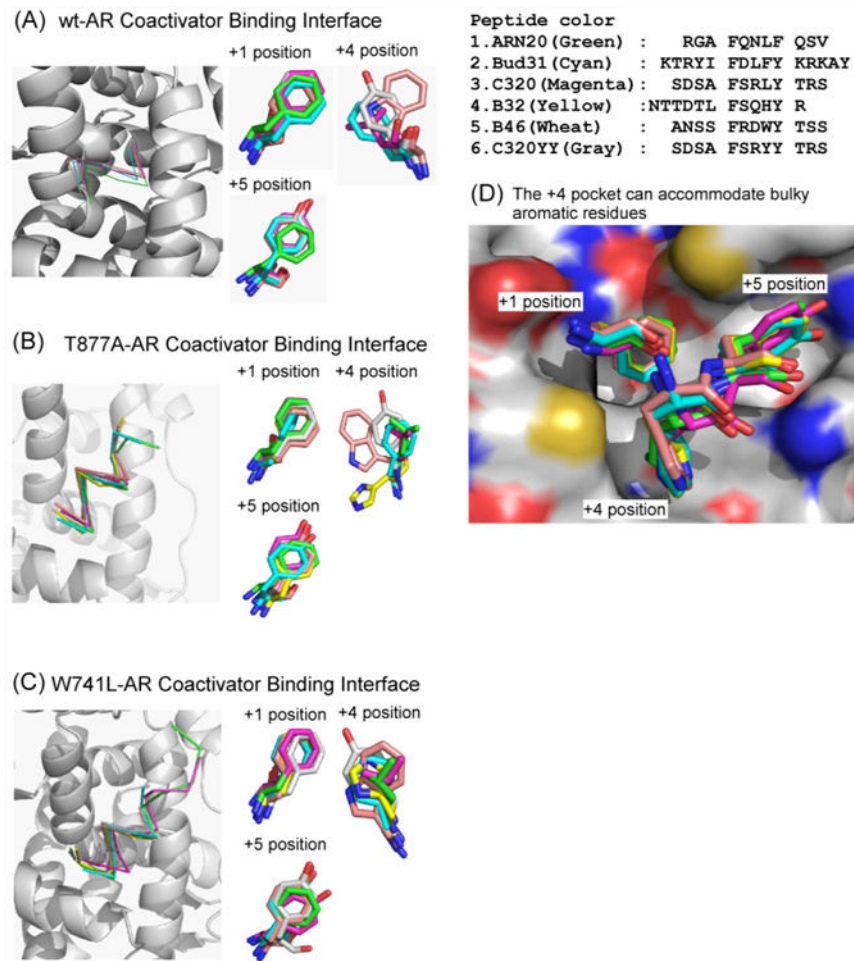 (A) wt-AR Coactivator Binding Interface
+1 position
+4 position
+5 position
(B) T877A-AR Coactivator Binding Interface
+1 position
+4 position
+5 position
(C) W741L-AR Coactivator Binding Interface
+1 position
+4 position
+5 position
Peptide color
1.ARN20(Green) : RGA FQNLF QSV
2.Bud31(Cyan) : KTRYI FDLFY KRKAY
3.C320(Magenta) : SDSA FSRLY TRS
4.B32(Yellow) :NTTDTL FSQHY R
5.B46(Wheat) : ANSS FRDWY TSS
6.C320YY(Gray) : SDSA FSRYY TRS
(D) The +4 pocket can accommodate bulky
aromatic residues
+1 position
+5 position
+4 position